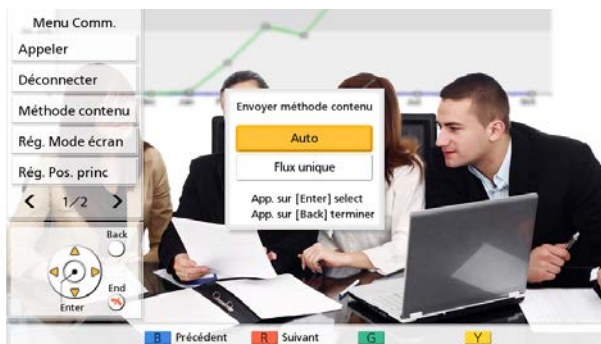 Menu Comm.
Appeler
Déconnecter
Méthode contenu
Rég. Mode écran
Rég. Pos. princ
1/2
Back
End
Enter
Envoyer méthode contenu
Auto
Flux unique
App. sur [Enter] select
App. sur [Back] terminer
B Précédent R Suivant G Y